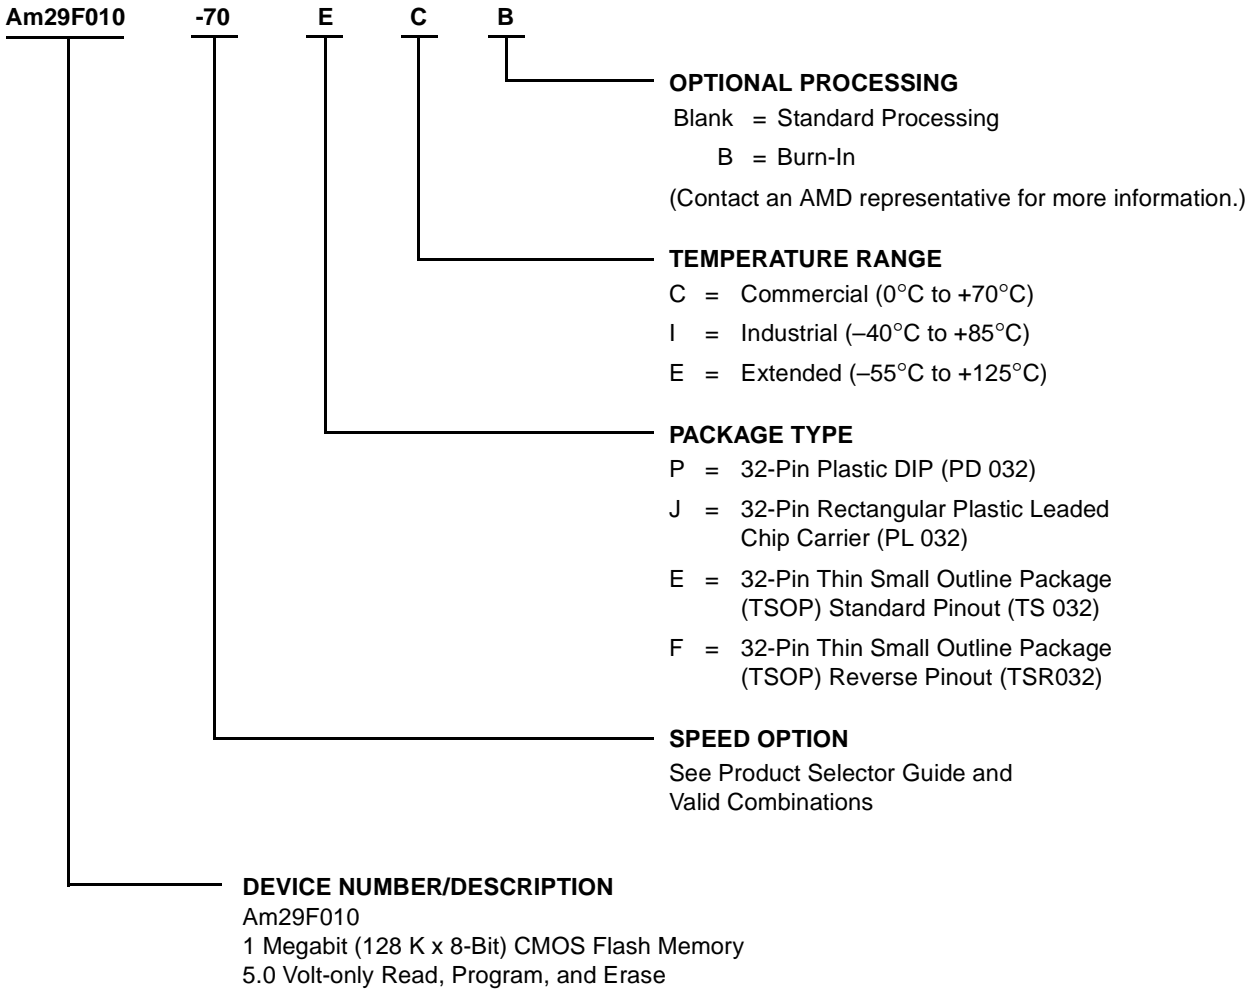 Am29F010 -70 E C B
OPTIONAL PROCESSING
Blank = Standard Processing
B = Burn-In
(Contact an AMD representative for more information.)
TEMPERATURE RANGE
C = Commercial (0°C to +70°C)
I = Industrial (–40°C to +85°C)
E = Extended (–55°C to +125°C)
PACKAGE TYPE
P = 32-Pin Plastic DIP (PD 032)
J = 32-Pin Rectangular Plastic Leaded
Chip Carrier (PL 032)
E = 32-Pin Thin Small Outline Package
(TSOP) Standard Pinout (TS 032)
F = 32-Pin Thin Small Outline Package
(TSOP) Reverse Pinout (TSR032)
SPEED OPTION
See Product Selector Guide and
Valid Combinations
DEVICE NUMBER/DESCRIPTION
Am29F010
1 Megabit (128 K x 8-Bit) CMOS Flash Memory
5.0 Volt-only Read, Program, and Erase